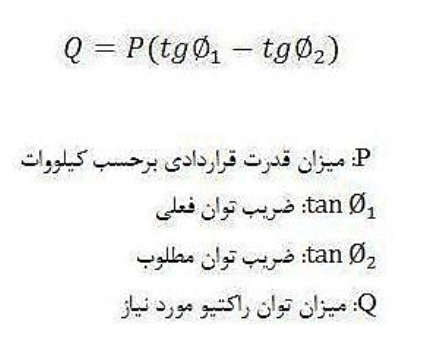 Q = P(tgØ₁ − tgØ₂)
P: میزان قدرت قراردادی برحسب کیلووات
tan Ø₁: ضریب توان فعلی
tan Ø₂: ضریب توان مطلوب
Q: میزان توان راکتیو مورد نیاز